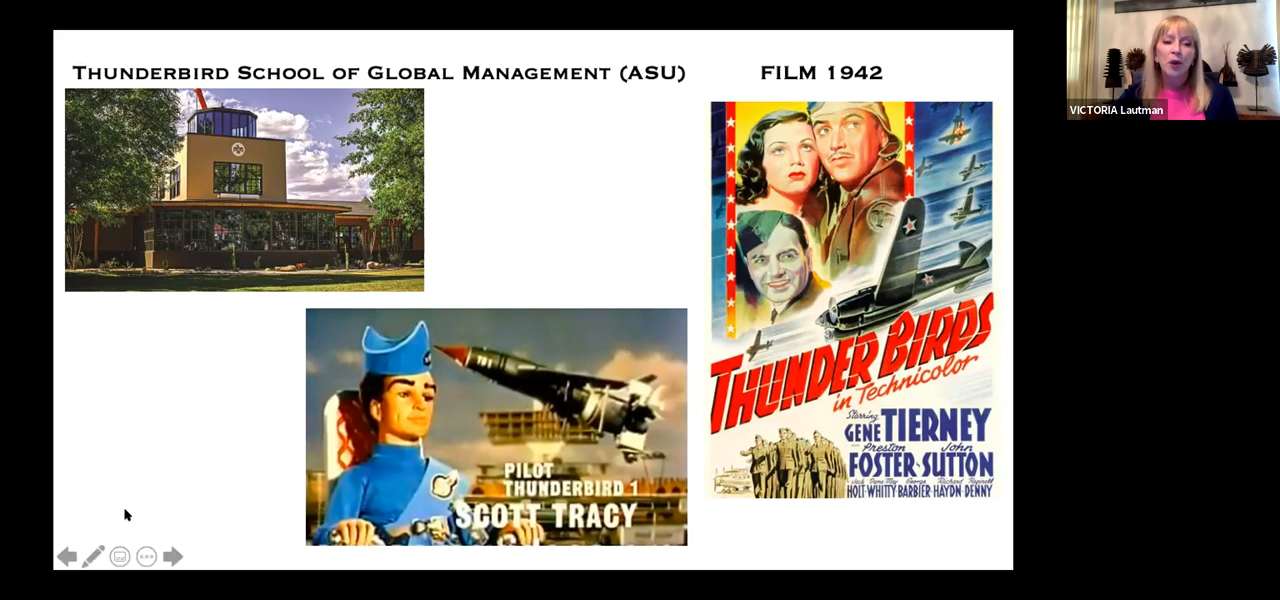 THUNDERBIRD SCHOOL OF GLOBAL MANAGEMENT (ASU)
FILM 1942
VICTORIA Lautman
THUNDER BIRDS
in Technicolor
Starring
GENE TIERNEY
Preston John
FOSTER · SUTTON
Jack Dame May George Richard Reginald
HOLT · WHITTY · BARBIER · HAYDN · DENNY
TB1
PILOT
THUNDERBIRD 1
SCOTT TRACY